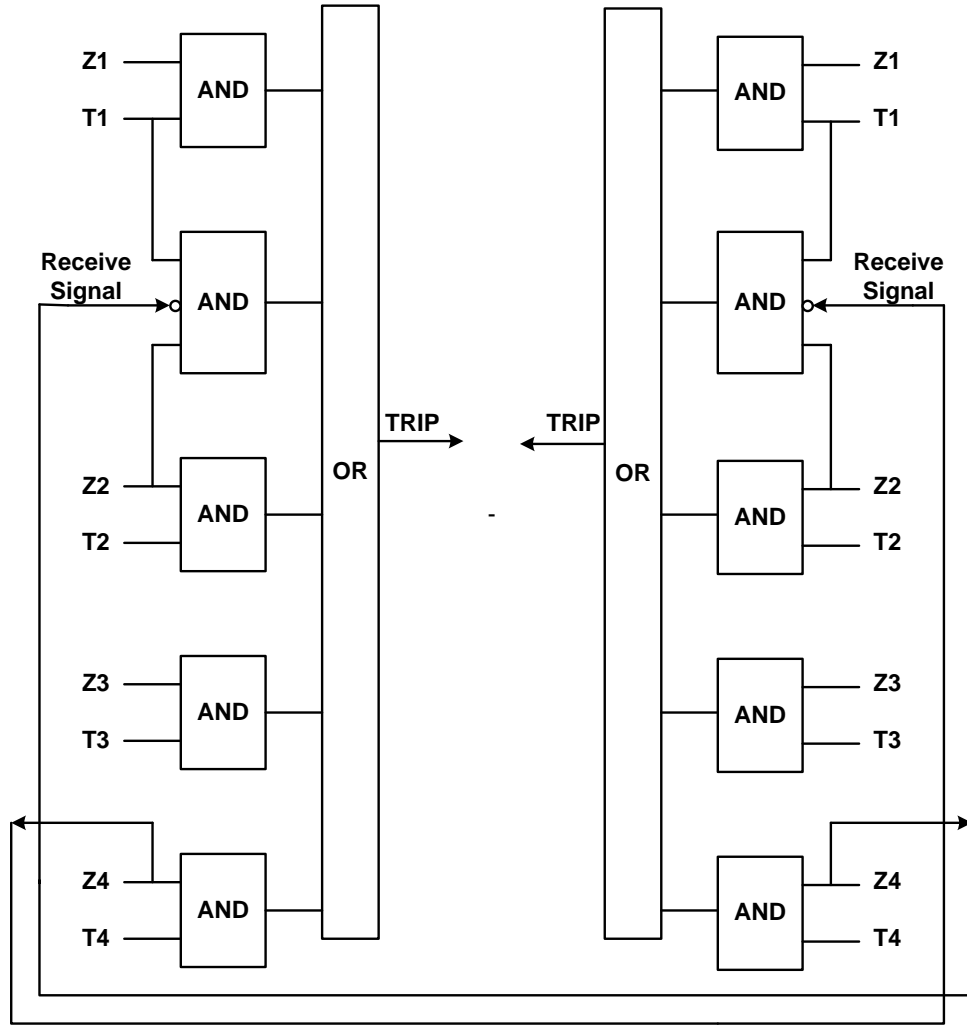 Z1
AND
T1
Receive
Signal
AND
Z2
AND
T2
Z3
AND
T3
Z4
AND
T4
OR
TRIP
-
TRIP
OR
AND
Z1
T1
AND
Receive
Signal
AND
Z2
T2
AND
Z3
T3
AND
Z4
T4